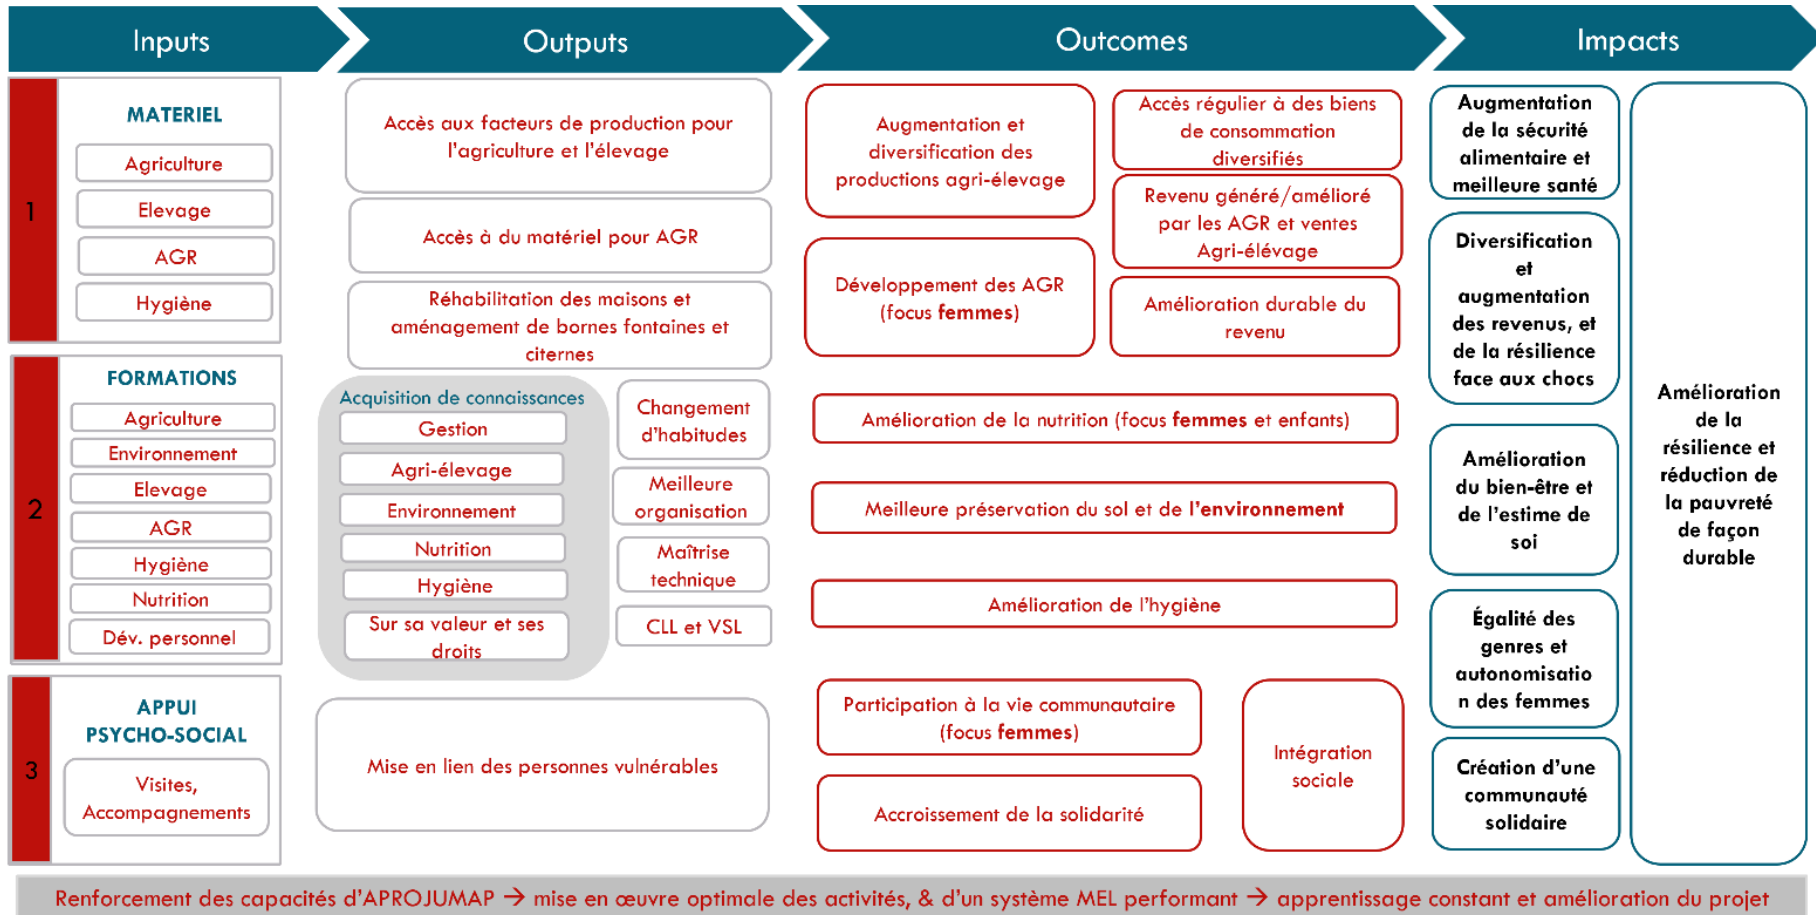 Inputs
Outputs
Outcomes
Impacts
1
MATERIEL
Agriculture
Elevage
AGR
Hygiène
2
FORMATIONS
Agriculture
Environnement
Elevage
AGR
Hygiène
Nutrition
Dév. personnel
3
APPUI
PSYCHO-SOCIAL
Visites,
Accompagnements
Accès aux facteurs de production pour
l'agriculture et l'élevage
Accès à du matériel pour AGR
Réhabilitation des maisons et
aménagement de bornes fontaines et
citernes
Acquisition de connaissances
Gestion
Agri-élevage
Environnement
Nutrition
Hygiène
Sur sa valeur et ses
droits
Changement
d'habitudes
Meilleure
organisation
Maîtrise
technique
CLL et VSL
Mise en lien des personnes vulnérables
Augmentation et
diversification des
productions agri-élevage
Développement des AGR
(focus femmes)
Accès régulier à des biens
de consommation
diversifiés
Revenu généré/amélioré
par les AGR et ventes
Agri-élévage
Amélioration durable du
revenu
Amélioration de la nutrition (focus femmes et enfants)
Meilleure préservation du sol et de l'environnement
Amélioration de l'hygiène
Participation à la vie communautaire
(focus femmes)
Accroissement de la solidarité
Intégration
sociale
Augmentation
de la sécurité
alimentaire et
meilleure santé
Diversification
et
augmentation
des revenus, et
de la résilience
face aux chocs
Amélioration
du bien-être et
de l'estime de
soi
Égalité des
genres et
autonomisatio
n des femmes
Création d'une
communauté
solidaire
Amélioration
de la
résilience et
réduction de
la pauvreté
de façon
durable
Renforcement des capacités d'APROJUMAP → mise en œuvre optimale des activités, & d'un système MEL performant → apprentissage constant et amélioration du projet